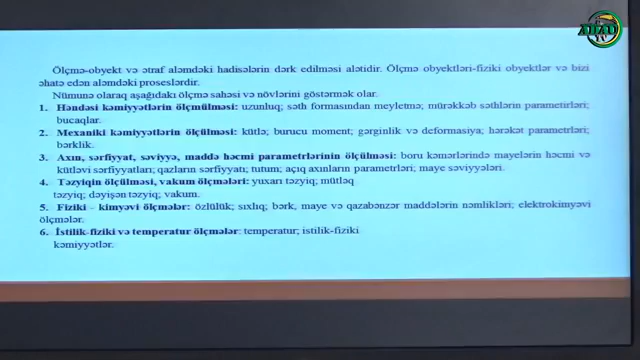 Ölçmə-obyekt və ətraf aləmdəki hadisələrin dərk edilməsi alətidir. Ölçmə obyektləri-fiziki obyektlər və bizi
əhatə edən aləmdəki proseslərdir.
Nümunə olaraq aşağıdakı ölçmə sahəsi və növlərini göstərmək olar.
1. Həndəsi kəmiyyətlərin ölçmülməsi: uzunluq; səth formasından meyletmə; mürəkkəb səthlərin parametirləri;
bucaqlar.
2. Mexaniki kəmiyyətlərin ölçülməsi: kütlə; burucu moment; gərginlik və deformasiya; hərəkət parametrləri;
bərklik.
3. Axın, sərfiyyat, səviyyə, maddə həcmi parametrlərinin ölçülməsi: boru kəmərlərində mayelərin həcmi və
kütləvi sərfiyyatları; qazların sərfiyyatı; tutum; açıq axınların parametrləri; maye səviyyələri.
4. Təzyiqin ölçülməsi, vakum ölçmələri: yuxarı təzyiq; mütləq
təzyiq; dəyişən təzyiq; vakum.
5. Fiziki - kimyəvi ölçmələr: özlülük; sıxlıq; bərk, maye və qazabənzər maddələrin nəmlikləri; elektrokimyəvi
ölçmələr.
6. İstilik-fiziki və temperatur ölçmələr: temperatur; istilik-fiziki
kəmiyyətlər.